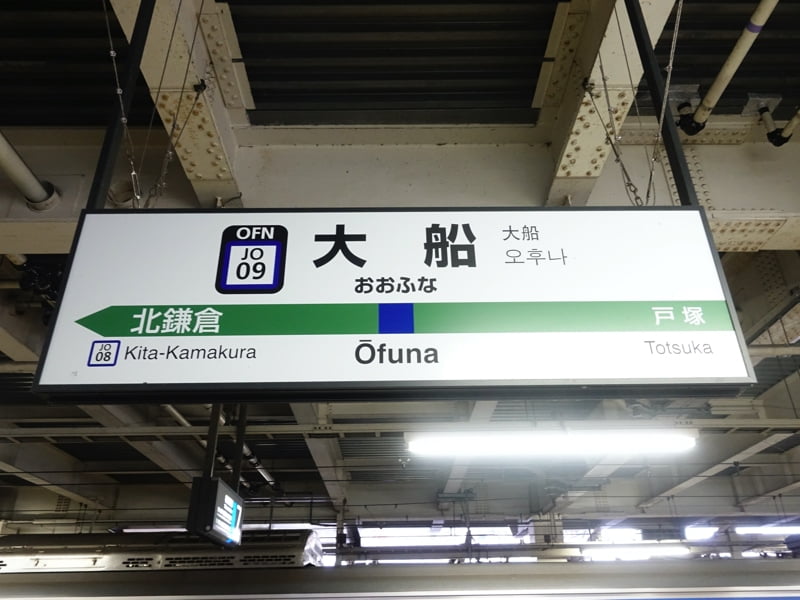 OFN
JO
09
大船
おおふな
大船
오후나
北鎌倉
戸塚
JO
08
Kita-Kamakura
Ōfuna
Totsuka